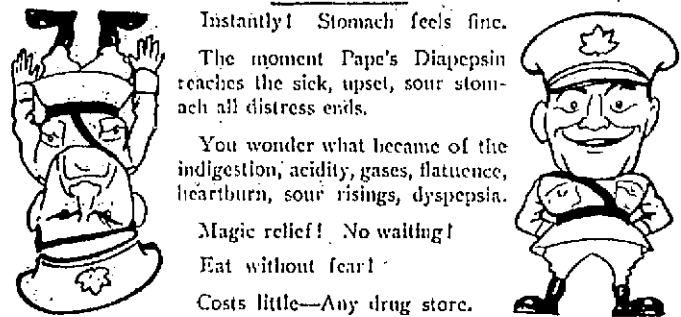 Instantly! Stomach feels fine.
The moment Pape's Diapepsin
reaches the sick, upset, sour stom-
ach all distress ends.
You wonder what became of the
indigestion, acidity, gases, flatuence,
heartburn, sour risings, dyspepsia.
Magic relief! No waiting!
Eat without fear!
Costs little—Any drug store.